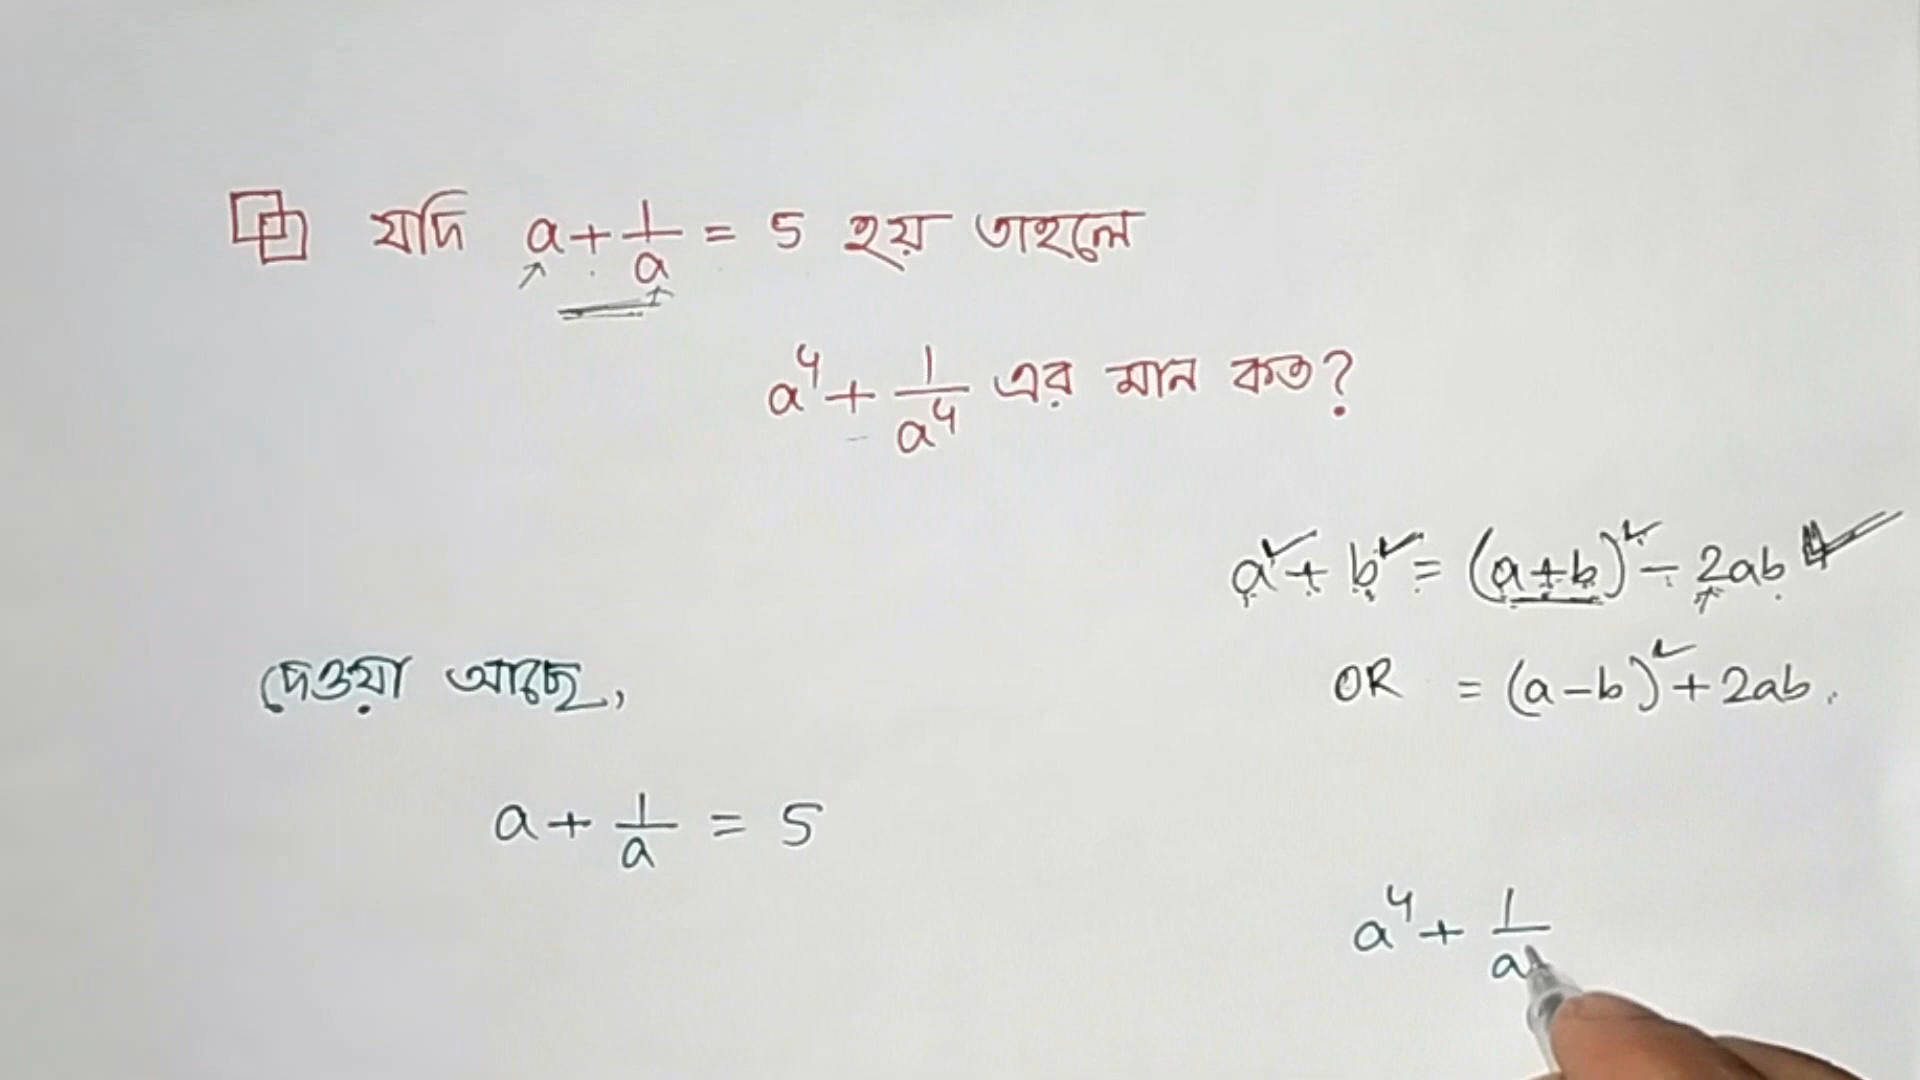 যদি a + 1/a = 5 হয় তাহলে
a⁴ + 1/a⁴ এর মান কত?
a² + b² = (a+b)² − 2ab
OR = (a−b)² + 2ab.
দেওয়া আছে,
a + 1/a = 5
a⁴ + 1/a